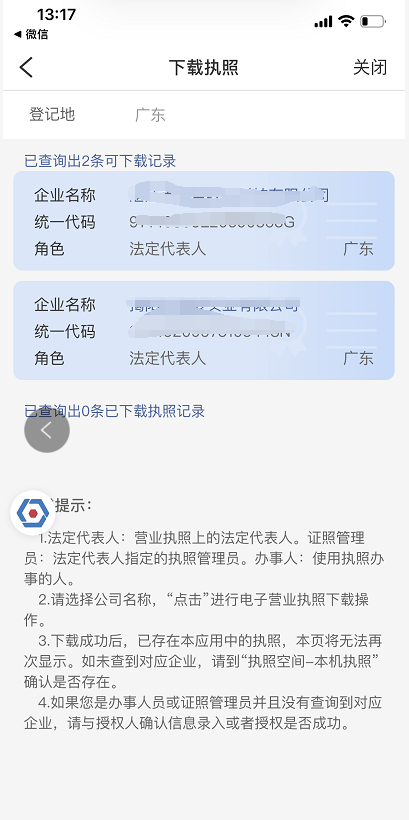 13:17
微信
下载执照
关闭
登记地 广东
已查询出2条可下载记录
企业名称 有限公司
统一代码
角色 法定代表人 广东
企业名称 实业有限公司
统一代码
角色 法定代表人 广东
已查询出0条已下载执照记录
提示：
1.法定代表人：营业执照上的法定代表人。证照管理
员：法定代表人指定的执照管理员。办事人：使用执照办
事的人。
2.请选择公司名称，“点击”进行电子营业执照下载操
作。
3.下载成功后，已存在本应用中的执照，本页将无法再
次显示。如未查到对应企业，请到“执照空间–本机执照”
确认是否存在。
4.如果您是办事人员或证照管理员并且没有查询到对应
企业，请与授权人确认信息录入或者授权是否成功。